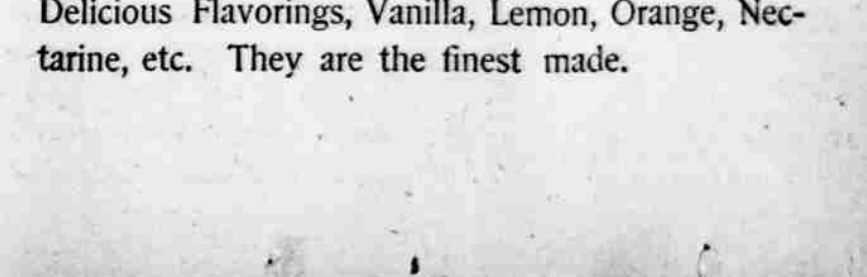 Delicious Flavorings, Vanilla, Lemon, Orange, Nec-
tarine, etc. They are the finest made.